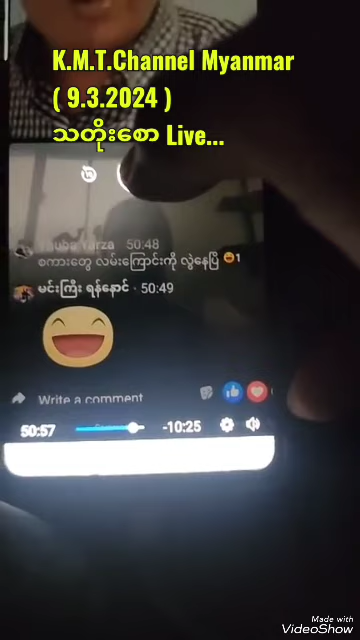 K.M.T.Channel Myanmar
( 9.3.2024 )
သတိုးစော Live...
50:48
စကားတွေ လမ်းကြောင်းကို လွဲနေပြီ 😄1
မင်းကြီး ရန်နောင် · 50:49
Write a comment
50:57 -10:25
Made with
VideoShow